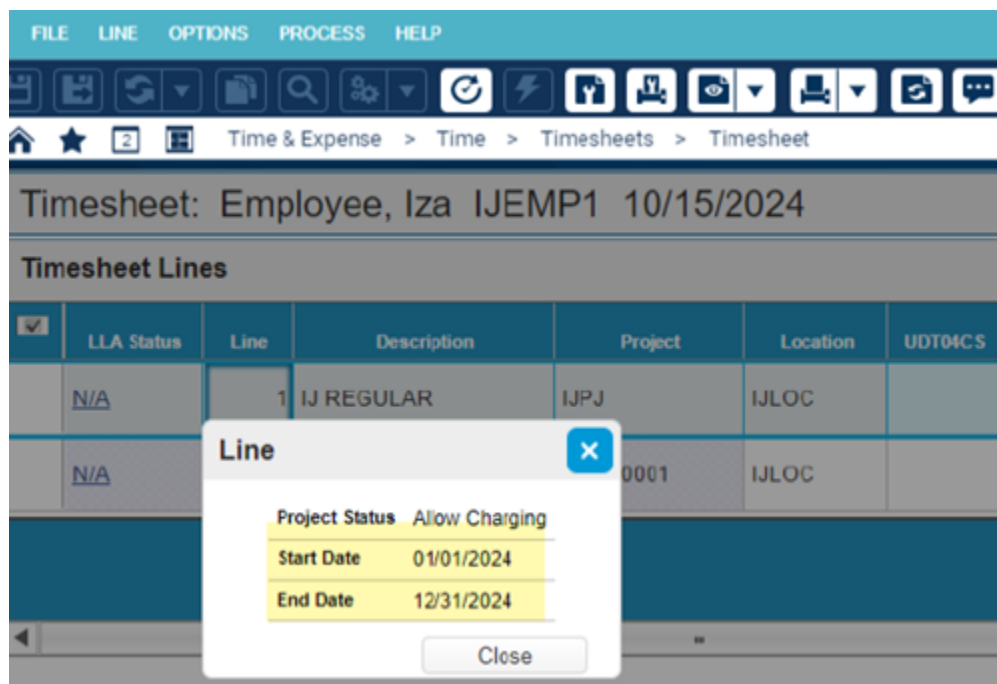 FILE LINE OPTIONS PROCESS HELP
2 Time & Expense > Time > Timesheets > Timesheet
Timesheet: Employee, Iza IJEMP1 10/15/2024
Timesheet Lines
LLA Status Line Description Project Location UDT04CS
N/A 1 IJ REGULAR IJPJ IJLOC
N/A 0001 IJLOC
Line
Project Status Allow Charging
Start Date 01/01/2024
End Date 12/31/2024
Close